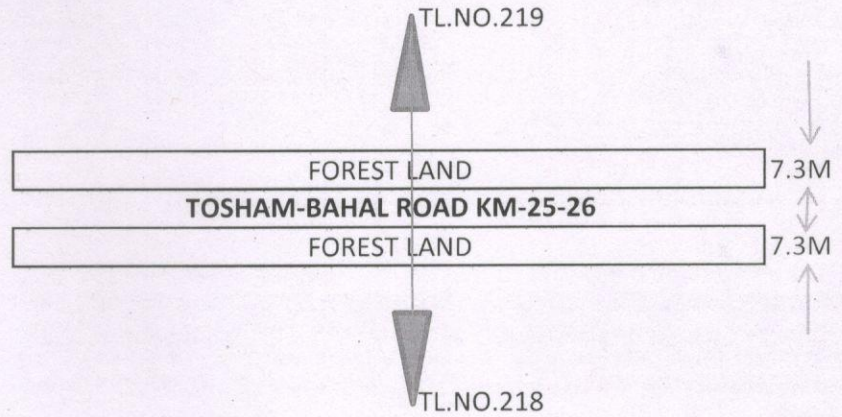 TL.NO.219
FOREST LAND 7.3M
TOSHAM-BAHAL ROAD KM-25-26
FOREST LAND 7.3M
TL.NO.218